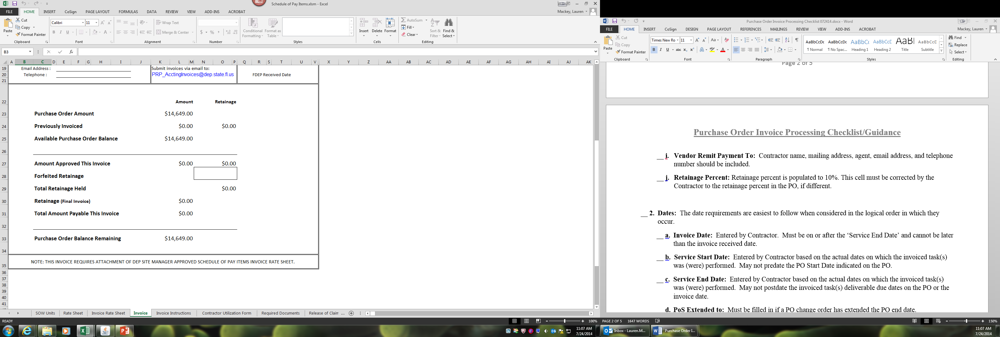 Schedule of Pay Items.xlsm - Excel
FILE HOME INSERT CoSign PAGE LAYOUT FORMULAS DATA REVIEW VIEW ADD-INS ACROBAT
Mackey, Lauren
Paste
Cut
Copy
Format Painter
Clipboard
Calibri 11
B I U
Font
Wrap Text
Merge & Center
Alignment
$ % ,
Number
Conditional Formatting
Format as Table
Styles
Insert Delete Format
Cells
AutoSum
Fill
Clear
Sort & Filter
Find & Select
Editing
B3
fx
A B C D E F G H I J K L M N O P Q R S T U V X Y Z AA AB AC AD AE AF AG AH AI AJ AK
19 Email Address : Submit invoices via email to:
20 Telephone : PRP_AcctingInvoices@dep.state.fl.us FDEP Received Date
21
22 Amount Retainage
23 Purchase Order Amount $14,649.00
24 Previously Invoiced $0.00 $0.00
25 Available Purchase Order Balance $14,649.00
26
27 Amount Approved This Invoice $0.00 $0.00
28 Forfeited Retainage
29 Total Retainage Held $0.00
30 Retainage (Final Invoice) $0.00
31 Total Amount Payable This Invoice $0.00
32
33 Purchase Order Balance Remaining $14,649.00
34
35 NOTE: THIS INVOICE REQUIRES ATTACHMENT OF DEP SITE MANAGER APPROVED SCHEDULE OF PAY ITEMS INVOICE RATE SHEET.
36
37
38
39
40
41
SOW Units Rate Sheet Invoice Rate Sheet Invoice Invoice Instructions Contractor Utilization Form Required Documents Release of Claim ...
READY
100%
11:07 AM
7/24/2014
Purchase Order Invoice Processing Checklist 072414.docx - Word
FILE HOME INSERT CoSign DESIGN PAGE LAYOUT REFERENCES MAILINGS REVIEW VIEW ADD-INS ACROBAT
Mackey, Lauren
Paste
Cut
Copy
Format Painter
Clipboard
Times New Ro 11
B I U abc x₂ x²
Font
Paragraph
AaBbCcDc AaBbCcDc AaBbC AaBbCcE AaBl AaBbCcC
¶ Normal ¶ No Spac... Heading 1 Heading 2 Title Subtitle
Styles
Find
Replace
Select
Editing
Page 2 of 5
Purchase Order Invoice Processing Checklist/Guidance
__ i. Vendor Remit Payment To: Contractor name, mailing address, agent, email address, and telephone
number should be included.
__ j. Retainage Percent: Retainage percent is populated to 10%. This cell must be corrected by the
Contractor to the retainage percent in the PO, if different.
__ 2. Dates: The date requirements are easiest to follow when considered in the logical order in which they
occur.
__ a. Invoice Date: Entered by Contractor. Must be on or after the ‘Service End Date’ and cannot be later
than the invoice received date.
__ b. Service Start Date: Entered by Contractor based on the actual dates on which the invoiced task(s)
was (were) performed. May not predate the PO Start Date indicated on the PO.
__ c. Service End Date: Entered by Contractor based on the actual dates on which the invoiced task(s)
was (were) performed. May not postdate the invoiced task(s) deliverable due dates on the PO or the
invoice date.
d. PoS Extended to: Must be filled in if a PO change order has extended the PO end date.
PAGE 2 OF 5 1647 WORDS
150%
Inbox - Lauren.M...
Purchase Order I...
11:07 AM
7/24/2014